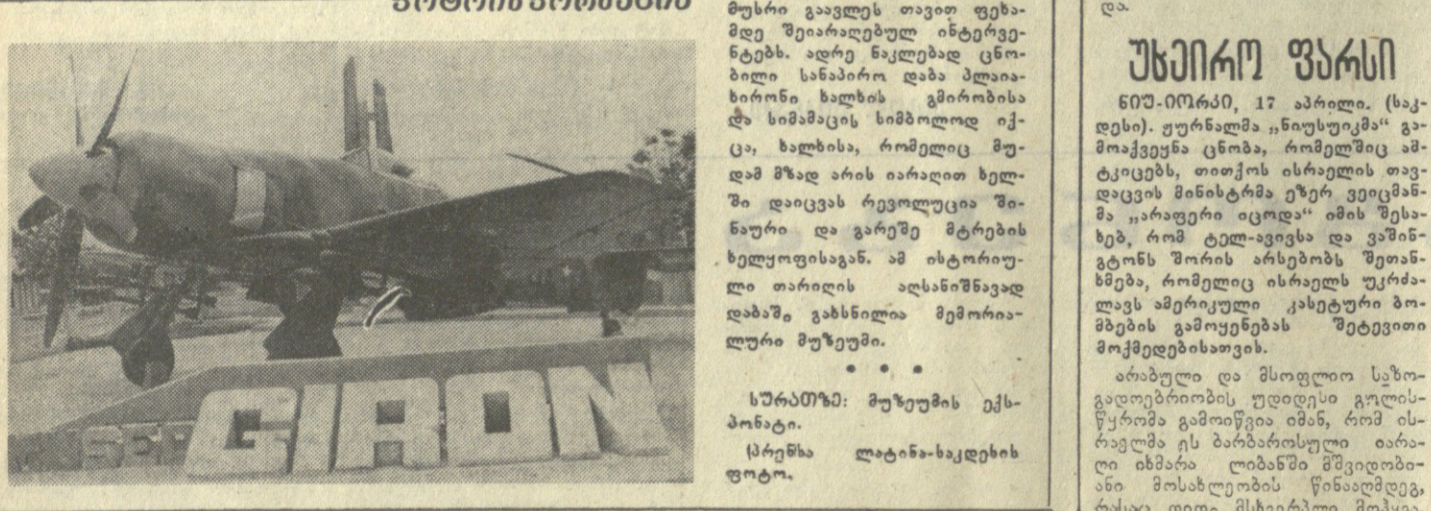 მუსრი გაავლეს თავით ფეხა-
მდე შეიარაღებულ ინტერვე-
ნტებს. ადრე ნაკლებად ცნო-
ბილი სანაპირო დაბა პლაია-
ხირონი ხალხის გმირობისა
და სიმამაცის სიმბოლოდ იქ-
ცა, ხალხისა, რომელიც მუ-
დამ მზად არის იარაღით ხელ-
ში დაიცვას რევოლუცია ში-
ნაური და გარეშე მტრების
ხელყოფისაგან. ამ ისტორიუ-
ლი თარიღის აღსანიშნავად
დაბაში გახსნილია მემორია-
ლური მუზეუმი.
• • •
სურათზე: მუზეუმის ექს-
პონატი.
(პრენსა ლატინა-საკდესის
ფოტო.
GIRON
და.
უხეირო ფარსი
ნიუ-იორკი, 17 აპრილი. (საკ-
დესი). ჟურნალმა „ნიუსუიკმა“ გა-
მოაქვეყნა ცნობა, რომელშიც ამ-
ტკიცებს, თითქოს ისრაელის თავ-
დაცვის მინისტრმა ეზერ ვეიცმან-
მა „არაფერი იცოდა“ იმის შესა-
ხებ, რომ ტელ-ავივსა და ვაშინ-
გტონს შორის არსებობს შეთან-
ხმება, რომელიც ისრაელს უკრძა-
ლავს ამერიკული კასეტური ბო-
მბების გამოყენებას შეტევითი
მოქმედებისათვის.
არაბული და მსოფლიო საზო-
გადოებრიობის უდიდესი გულის-
წყრომა გამოიწვია იმან, რომ ის-
რაელმა ეს ბარბაროსული იარა-
ღი იხმარა ლიბანში მშვიდობი-
ანი მოსახლეობის წინააღმდეგ,